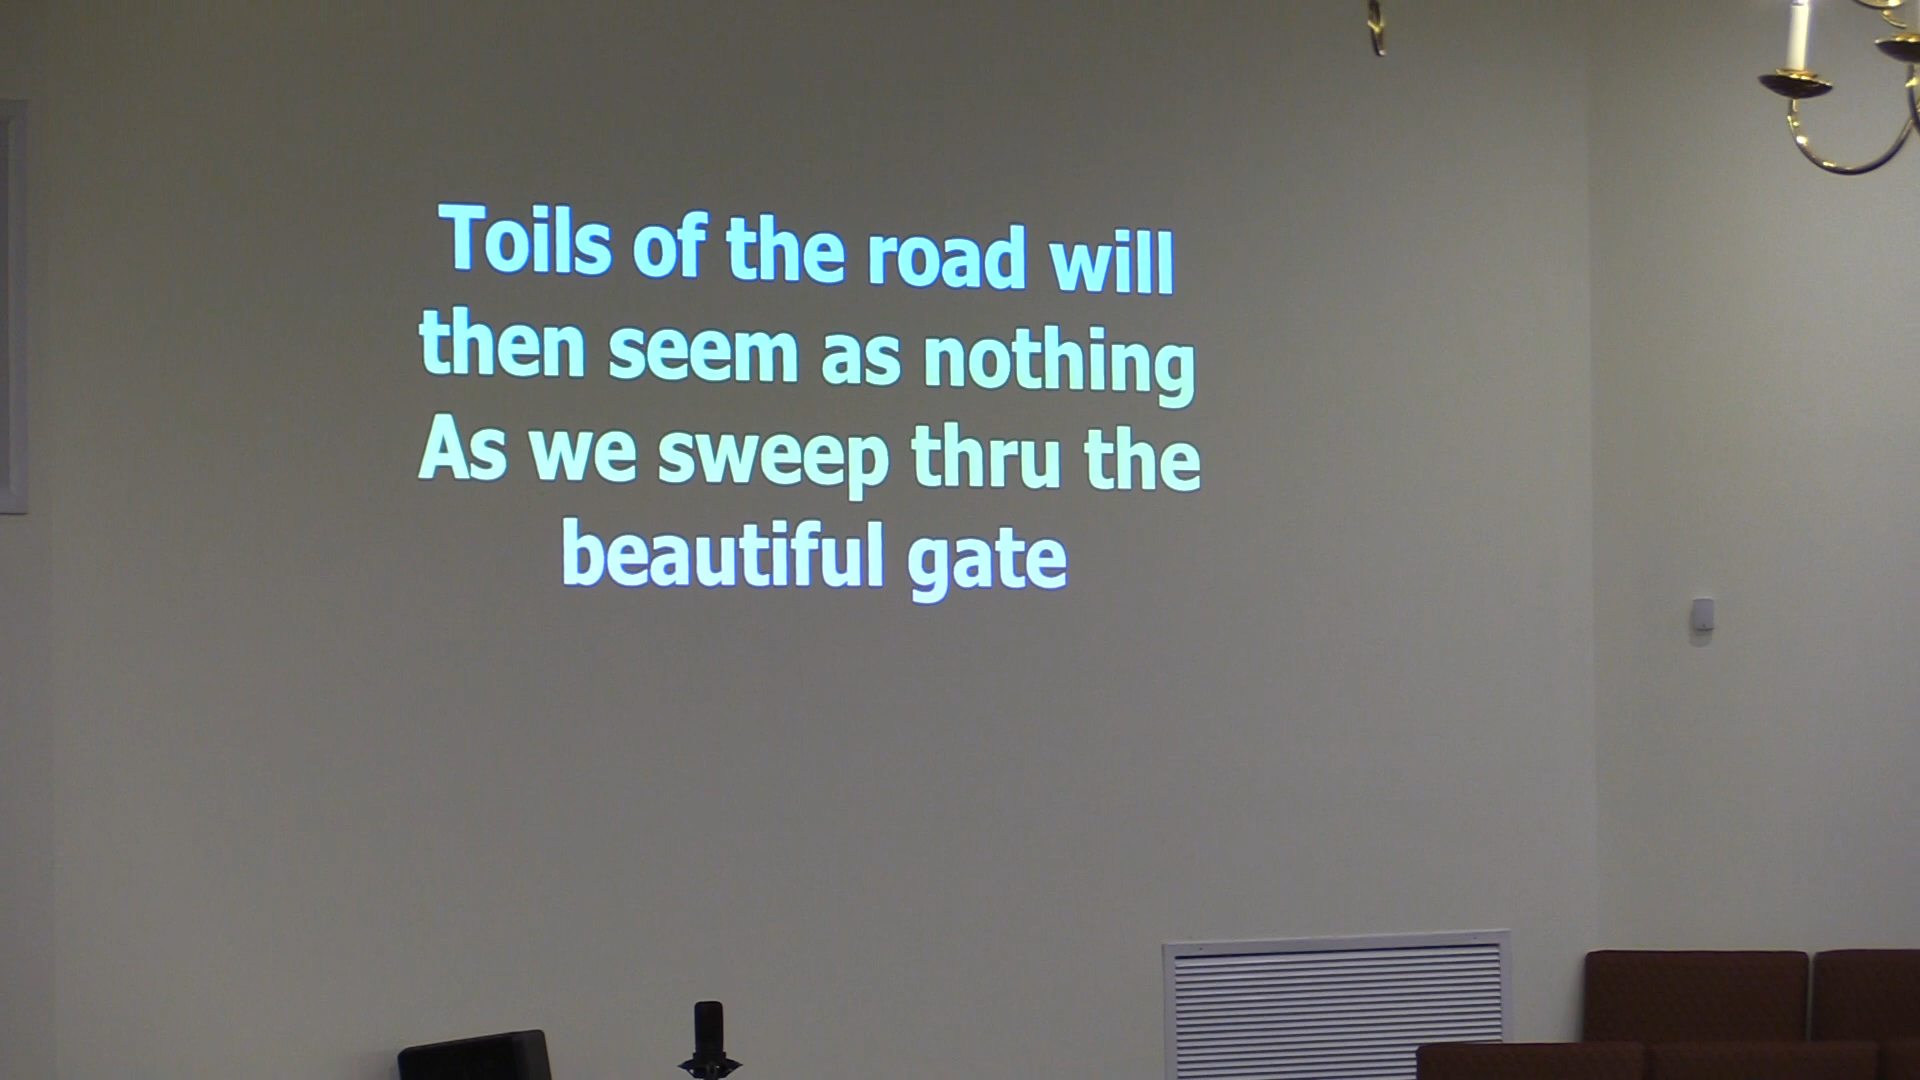 Toils of the road will
then seem as nothing
As we sweep thru the
beautiful gate